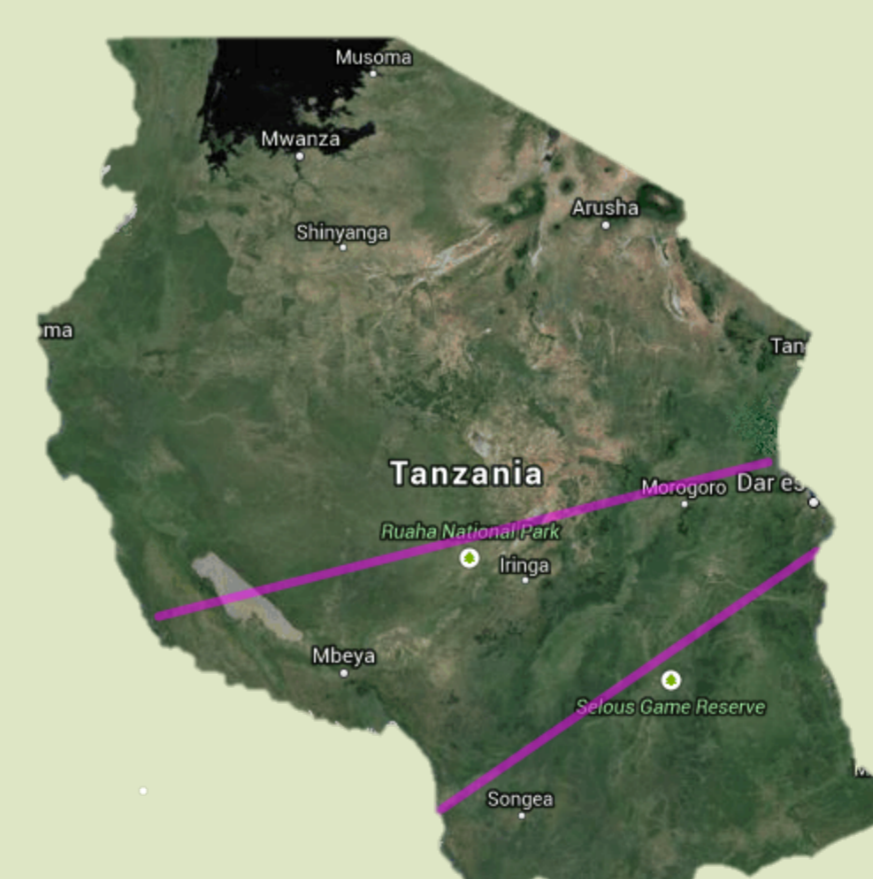 Musoma
Mwanza
Arusha
Shinyanga
ma
Tan
Tanzania
Morogoro
Dar es
Ruaha National Park
Iringa
Mbeya
Selous Game Reserve
Songea
M